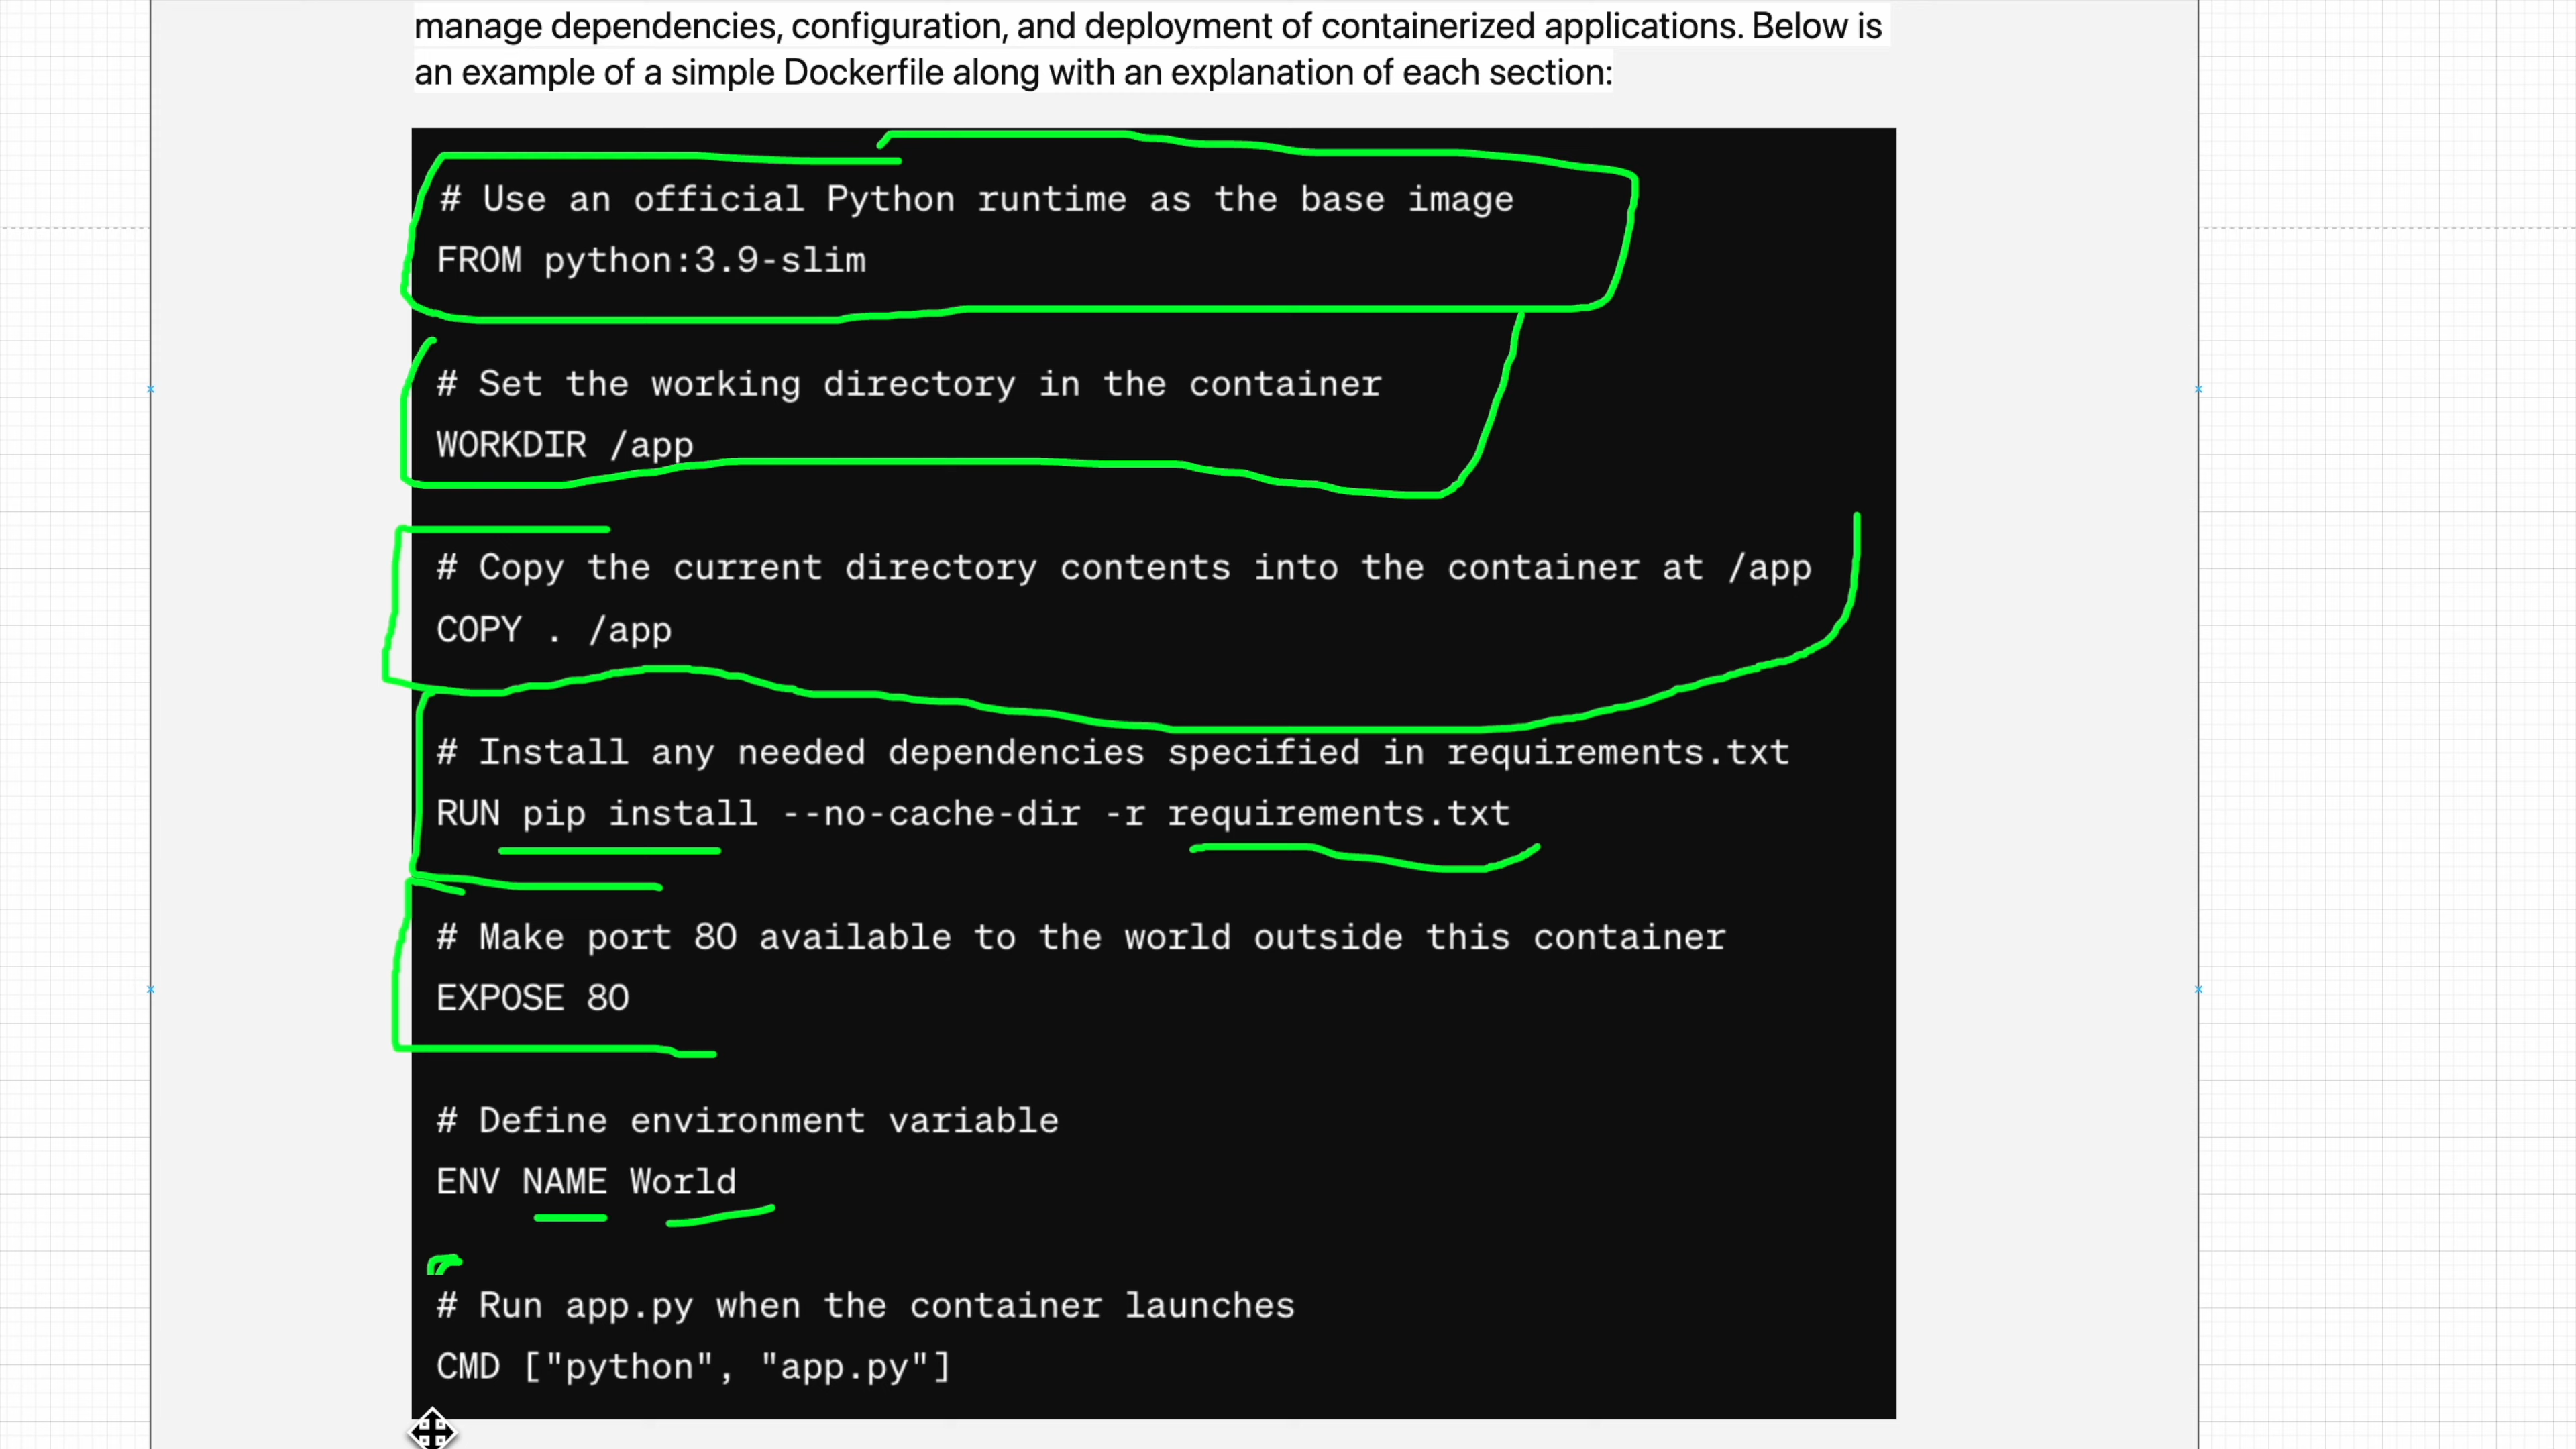 manage dependencies, configuration, and deployment of containerized applications. Below is
an example of a simple Dockerfile along with an explanation of each section:
# Use an official Python runtime as the base image
FROM python:3.9-slim
# Set the working directory in the container
WORKDIR /app
# Copy the current directory contents into the container at /app
COPY . /app
# Install any needed dependencies specified in requirements.txt
RUN pip install --no-cache-dir -r requirements.txt
# Make port 80 available to the world outside this container
EXPOSE 80
# Define environment variable
ENV NAME World
# Run app.py when the container launches
CMD ["python", "app.py"]